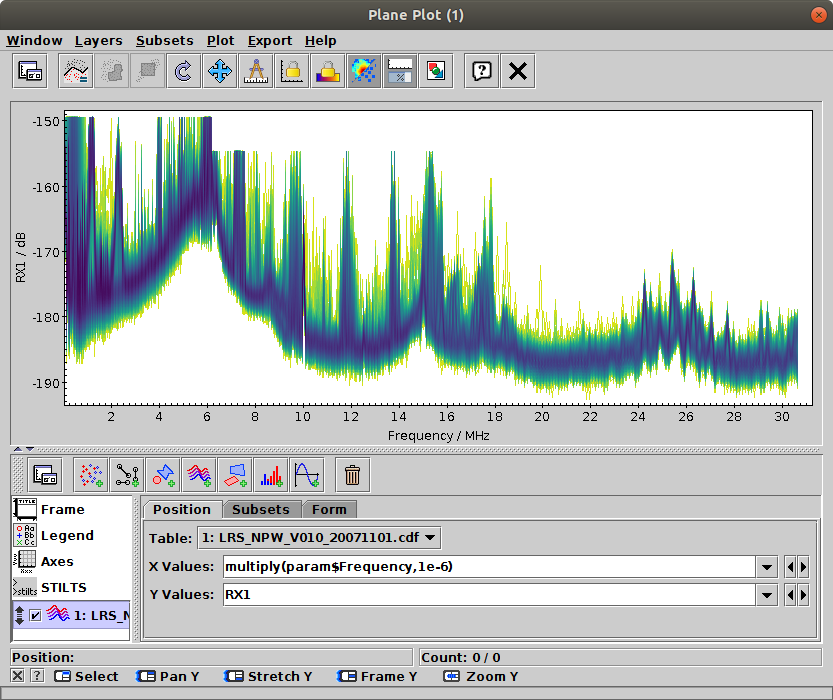 Plane Plot (1)
Window Layers Subsets Plot Export Help
-150
-160
-170
-180
-190
RX1 / dB
2 4 6 8 10 12 14 16 18 20 22 24 26 28 30
Frequency / MHz
Frame
Legend
Axes
STILTS
1: LRS_N
Position Subsets Form
Table: 1: LRS_NPW_V010_20071101.cdf
X Values: multiply(param$Frequency,1e-6)
Y Values: RX1
Position: Count: 0 / 0
Select Pan Y Stretch Y Frame Y Zoom Y